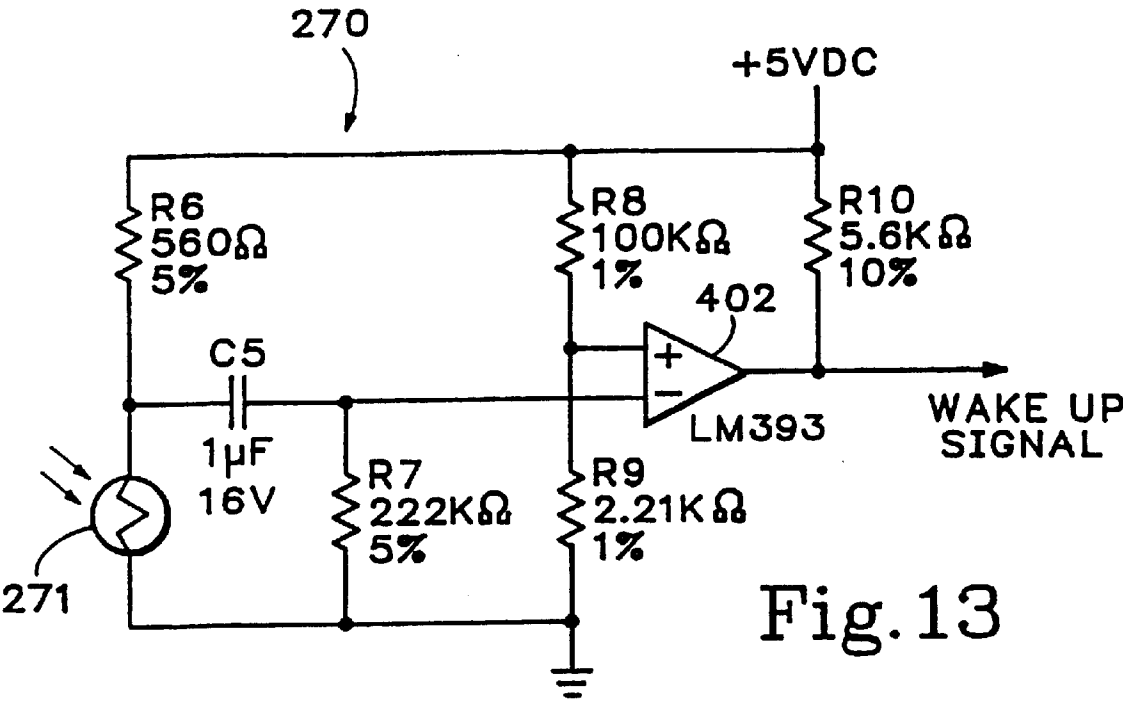 270
+5VDC
R6
560Ω
5%
R8
100KΩ
1%
R10
5.6KΩ
10%
402
C5
1µF
16V
+
−
LM393
WAKE UP
SIGNAL
R7
222KΩ
5%
R9
2.21KΩ
1%
271
Fig.13